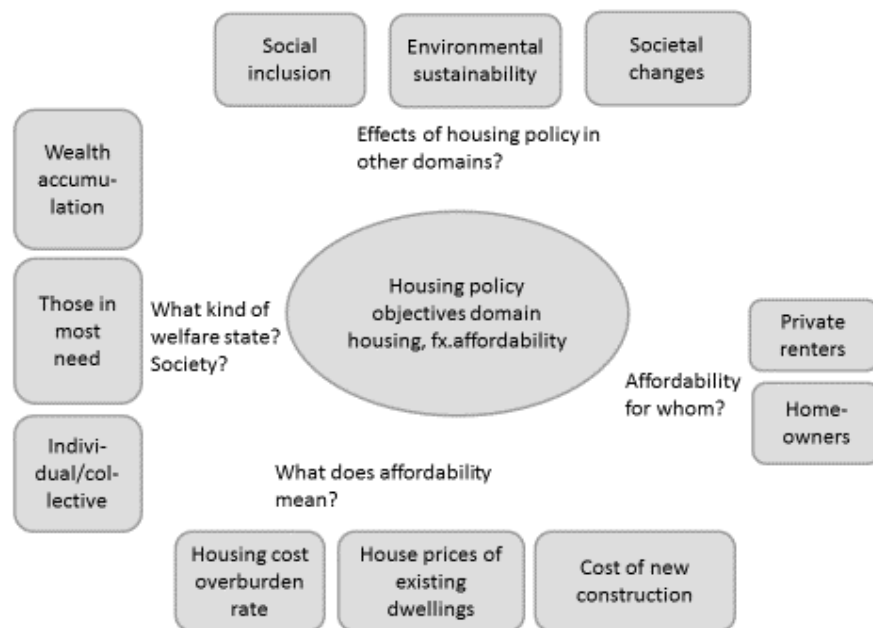 Social
inclusion
Environmental
sustainability
Societal
changes
Effects of housing policy in
other domains?
Wealth
accumu-
lation
Those in
most
need
Indivi-
dual/col-
lective
What kind of
welfare state?
Society?
Housing policy
objectives domain
housing, fx.affordability
Affordability
for whom?
Private
renters
Home-
owners
What does affordability
mean?
Housing cost
overburden
rate
House prices of
existing
dwellings
Cost of new
construction